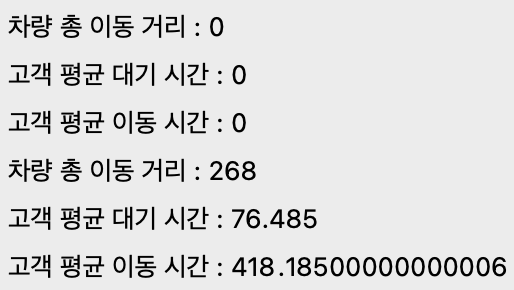 차량 총 이동 거리 : 0
고객 평균 대기 시간 : 0
고객 평균 이동 시간 : 0
차량 총 이동 거리 : 268
고객 평균 대기 시간 : 76.485
고객 평균 이동 시간 : 418.18500000000006